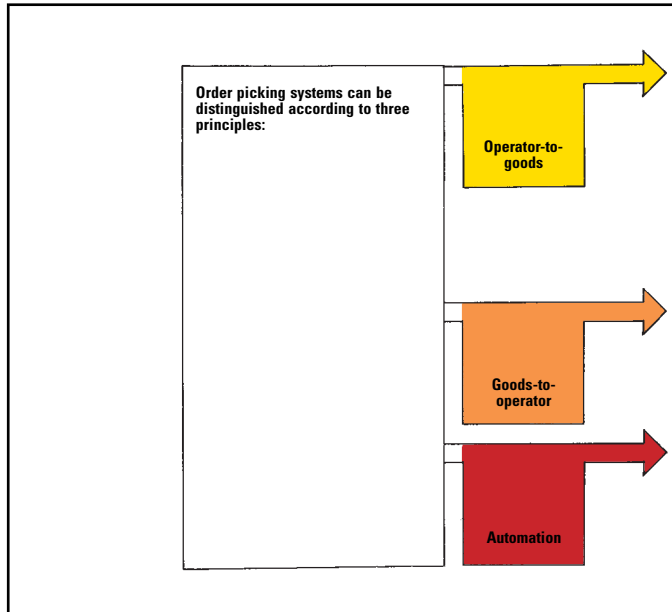 Order picking systems can be
distinguished according to three
principles:
Operator-to-
goods
Goods-to-
operator
Automation